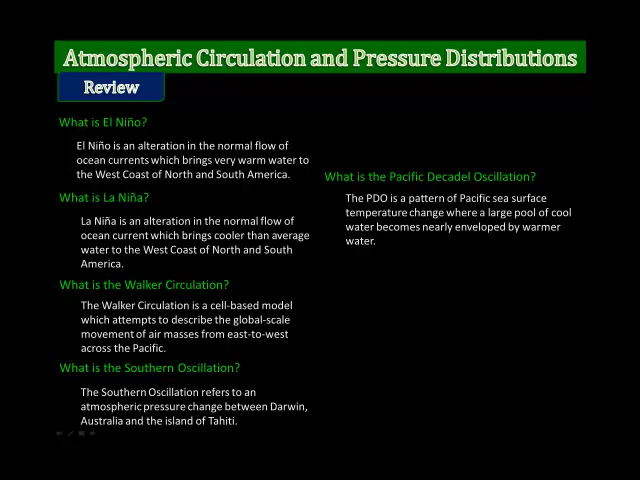 Atmospheric Circulation and Pressure Distributions
Review
What is El Niño?
El Niño is an alteration in the normal flow of
ocean currents which brings very warm water to
the West Coast of North and South America.
What is La Niña?
La Niña is an alteration in the normal flow of
ocean current which brings cooler than average
water to the West Coast of North and South
America.
What is the Walker Circulation?
The Walker Circulation is a cell-based model
which attempts to describe the global-scale
movement of air masses from east-to-west
across the Pacific.
What is the Southern Oscillation?
The Southern Oscillation refers to an
atmospheric pressure change between Darwin,
Australia and the island of Tahiti.
What is the Pacific Decadel Oscillation?
The PDO is a pattern of Pacific sea surface
temperature change where a large pool of cool
water becomes nearly enveloped by warmer
water.